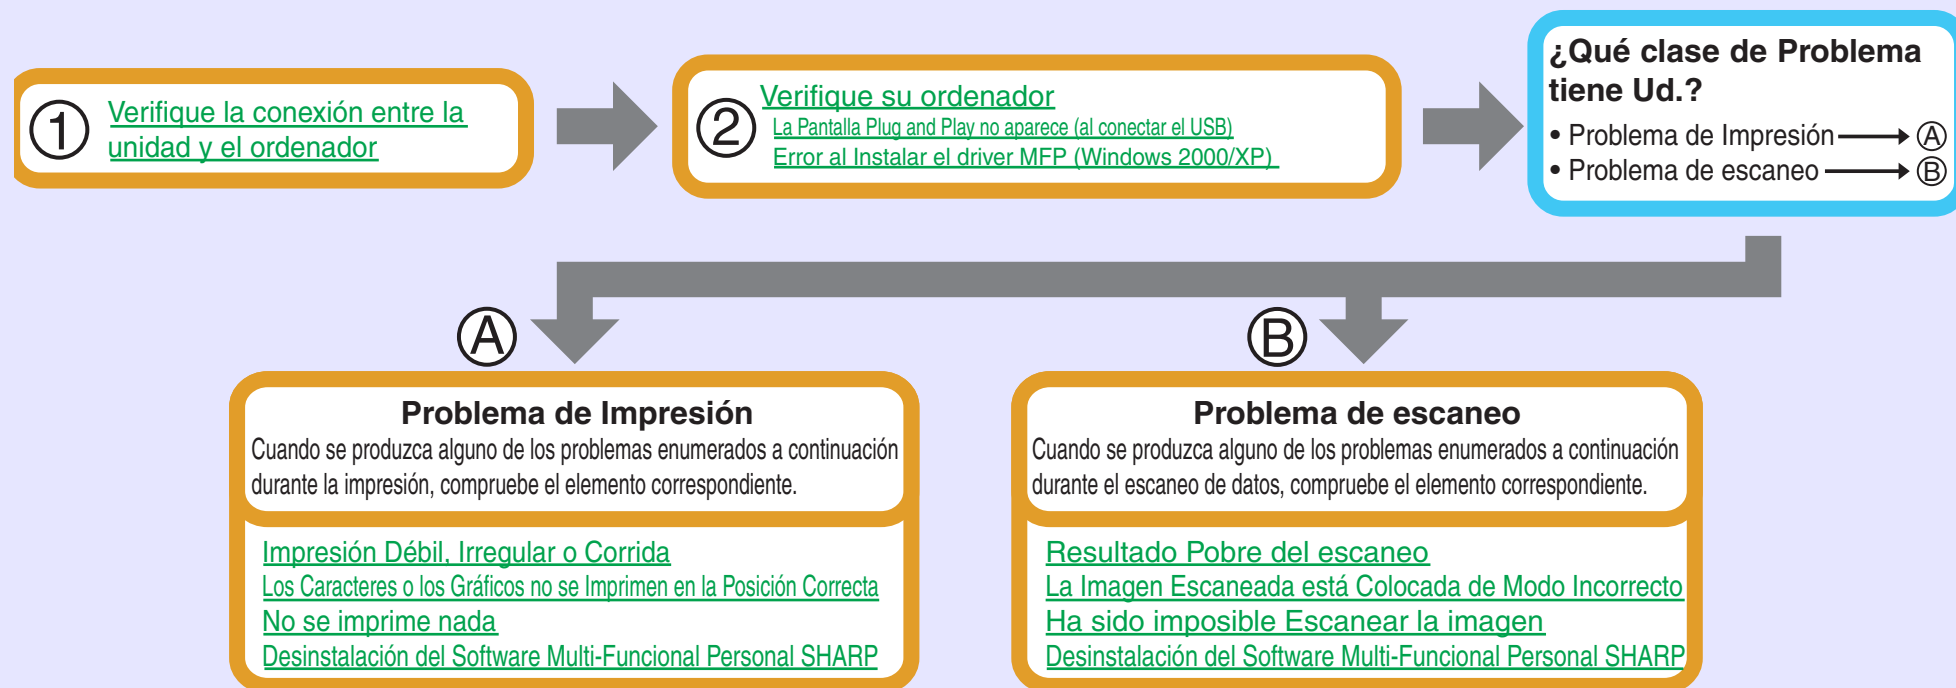 ① Verifique la conexión entre la
unidad y el ordenador
② Verifique su ordenador
La Pantalla Plug and Play no aparece (al conectar el USB)
Error al Instalar el driver MFP (Windows 2000/XP)
¿Qué clase de Problema
tiene Ud.?
• Problema de Impresión → Ⓐ
• Problema de escaneo → Ⓑ
Ⓐ
Problema de Impresión
Cuando se produzca alguno de los problemas enumerados a continuación
durante la impresión, compruebe el elemento correspondiente.
Impresión Débil, Irregular o Corrida
Los Caracteres o los Gráficos no se Imprimen en la Posición Correcta
No se imprime nada
Desinstalación del Software Multi-Funcional Personal SHARP
Ⓑ
Problema de escaneo
Cuando se produzca alguno de los problemas enumerados a continuación
durante el escaneo de datos, compruebe el elemento correspondiente.
Resultado Pobre del escaneo
La Imagen Escaneada está Colocada de Modo Incorrecto
Ha sido imposible Escanear la imagen
Desinstalación del Software Multi-Funcional Personal SHARP